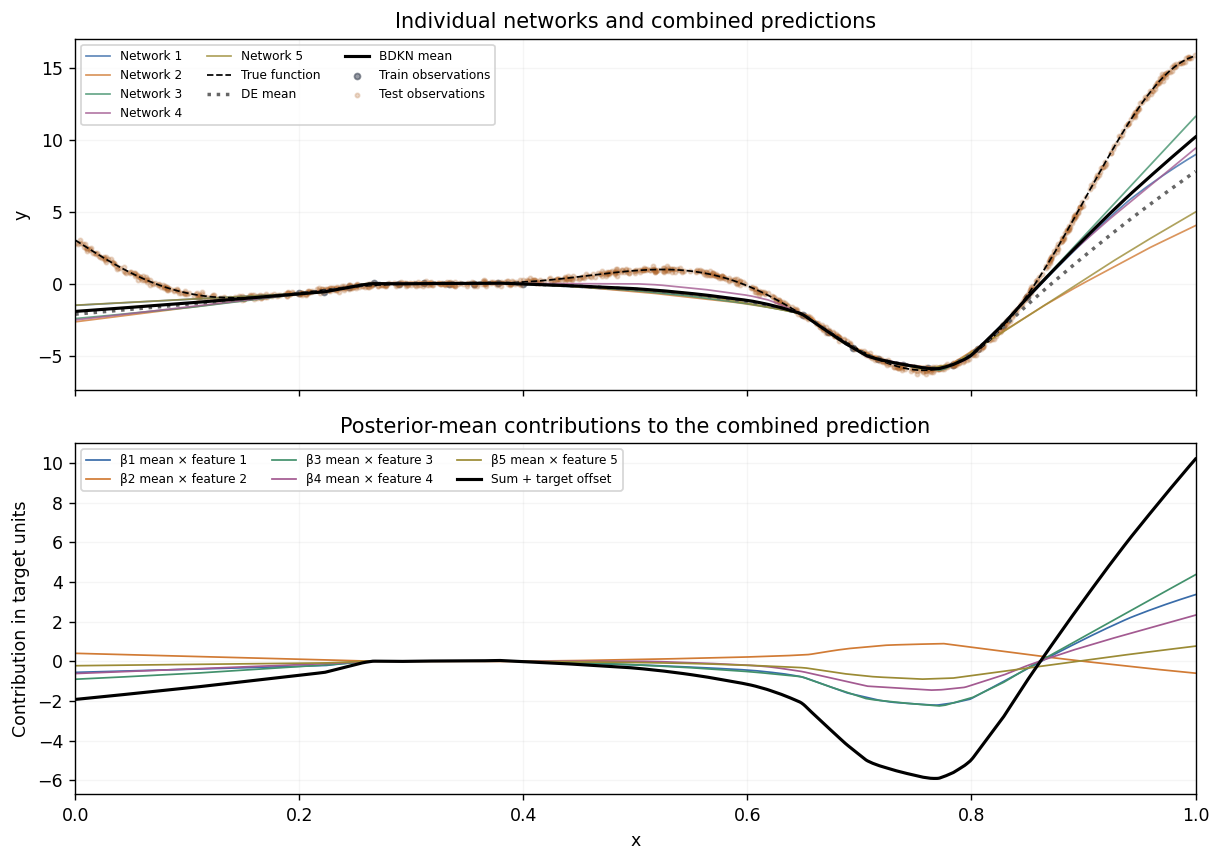 Individual networks and combined predictions
Network 1
Network 2
Network 3
Network 4
Network 5
True function
DE mean
BDKN mean
Train observations
Test observations
15
10
5
0
−5
y
Posterior-mean contributions to the combined prediction
β1 mean × feature 1
β2 mean × feature 2
β3 mean × feature 3
β4 mean × feature 4
β5 mean × feature 5
Sum + target offset
10
8
6
4
2
0
−2
−4
−6
Contribution in target units
0.0
0.2
0.4
0.6
0.8
1.0
x